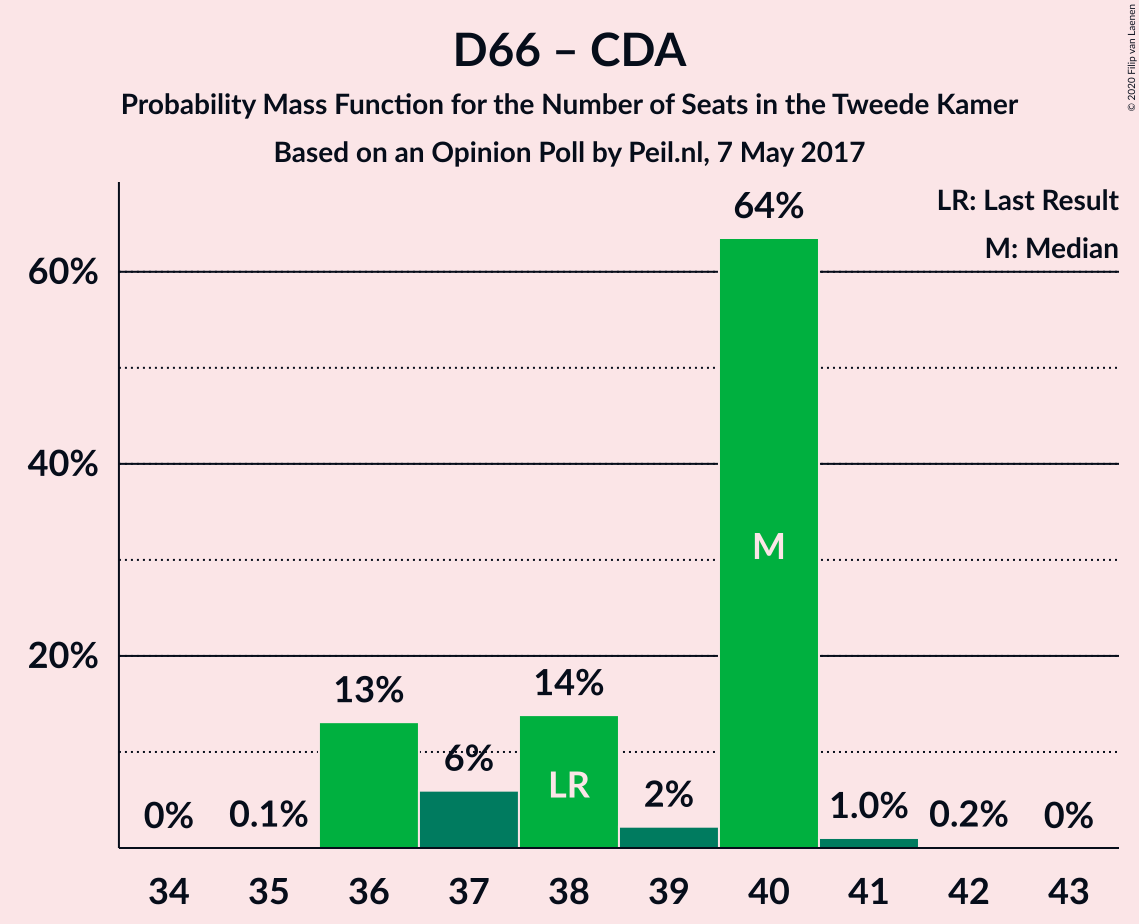 D66 – CDA
Probability Mass Function for the Number of Seats in the Tweede Kamer
Based on an Opinion Poll by Peil.nl, 7 May 2017
© 2020 Filip van Laenen
LR: Last Result
M: Median
60%
40%
20%
0%
0.1%
13%
6%
14%
2%
64%
1.0%
0.2%
0%
LR
M
34 35 36 37 38 39 40 41 42 43